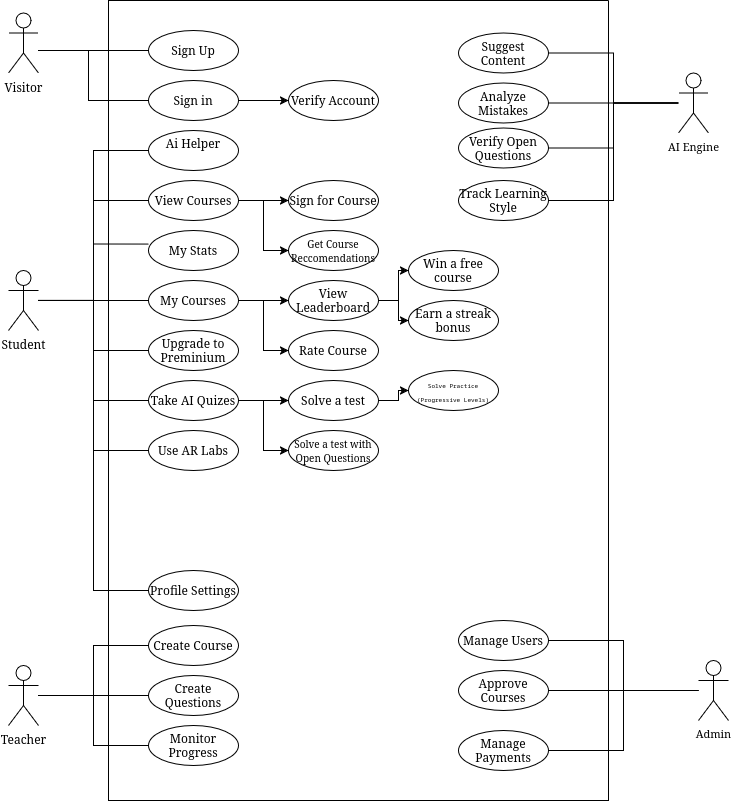 Visitor
Sign Up
Sign in
Verify Account
Suggest
Content
Analyze
Mistakes
Verify Open
Questions
Track Learning
Style
AI Engine
Ai Helper
View Courses
Sign for Course
My Stats
Get Course
Reccomendations
Student
My Courses
View
Leaderboard
Win a free
course
Earn a streak
bonus
Rate Course
Upgrade to
Preminium
Take AI Quizes
Solve a test
Solve Practice
(Progressive Levels)
Use AR Labs
Solve a test with
Open Questions
Profile Settings
Teacher
Create Course
Create
Questions
Monitor
Progress
Manage Users
Approve
Courses
Manage
Payments
Admin